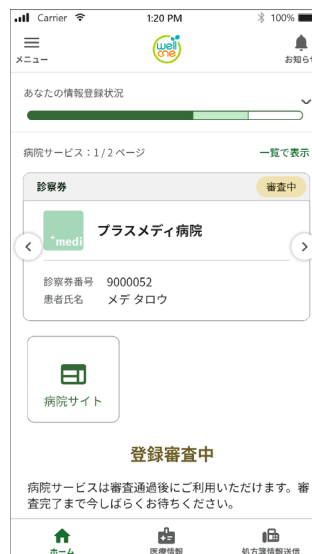 Carrier 1:20 PM 100%
well
one
メニュー お知らせ
あなたの情報登録状況
病院サービス：1 / 2 ページ 一覧で表示
診察券 審査中
+medi プラスメディ病院
診察券番号 9000052
患者氏名 メデ タロウ
病院サイト
登録審査中
病院サービスは審査通過後にご利用いただけます。審
査完了まで今しばらくお待ちください。
ホーム 医療情報 処方箋情報送信